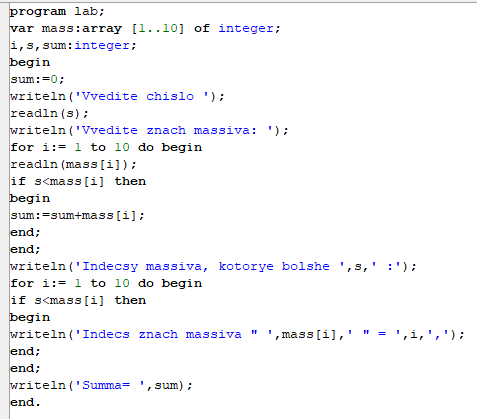 program lab;
var mass:array [1..10] of integer;
i,s,sum:integer;
begin
sum:=0;
writeln('Vvedite chislo ');
readln(s);
writeln('Vvedite znach massiva: ');
for i:= 1 to 10 do begin
readln(mass[i]);
if s<mass[i] then
begin
sum:=sum+mass[i];
end;
end;
writeln('Indecsy massiva, kotorye bolshe ',s,' :');
for i:= 1 to 10 do begin
if s<mass[i] then
begin
writeln('Indecs znach massiva " ',mass[i],' " = ',i,',');
end;
end;
writeln('Summa= ',sum);
end.